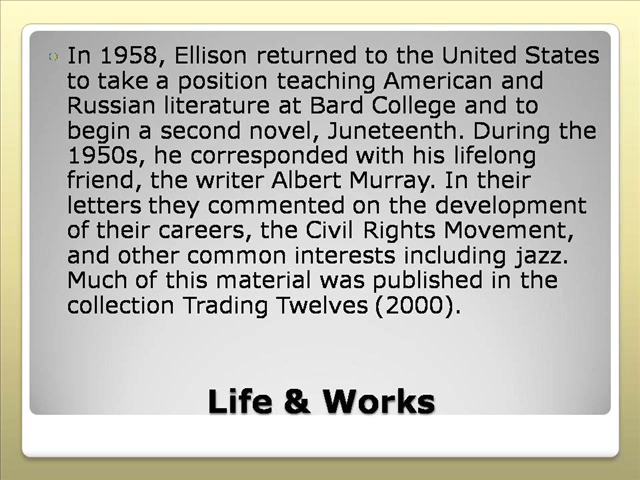 In 1958, Ellison returned to the United States
to take a position teaching American and
Russian literature at Bard College and to
begin a second novel, Juneteenth. During the
1950s, he corresponded with his lifelong
friend, the writer Albert Murray. In their
letters they commented on the development
of their careers, the Civil Rights Movement,
and other common interests including jazz.
Much of this material was published in the
collection Trading Twelves (2000).
Life & Works